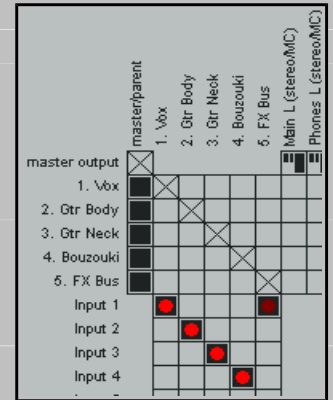 master/parent
1. Vox
2. Gtr Body
3. Gtr Neck
4. Bouzouki
5. FX Bus
Main L (stereo/MC)
Phones L (stereo/MC)
master output
1. Vox
2. Gtr Body
3. Gtr Neck
4. Bouzouki
5. FX Bus
Input 1
Input 2
Input 3
Input 4